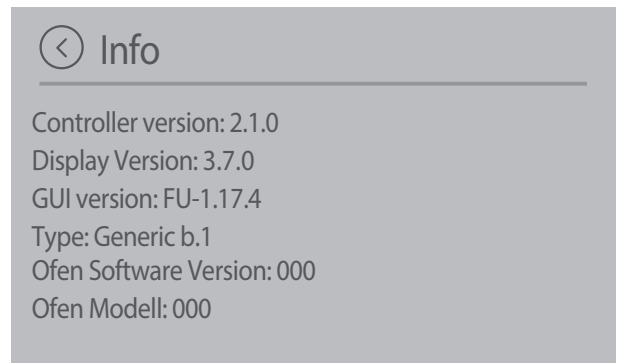 Info
Controller version: 2.1.0
Display Version: 3.7.0
GUI version: FU-1.17.4
Type: Generic b.1
Ofen Software Version: 000
Ofen Modell: 000